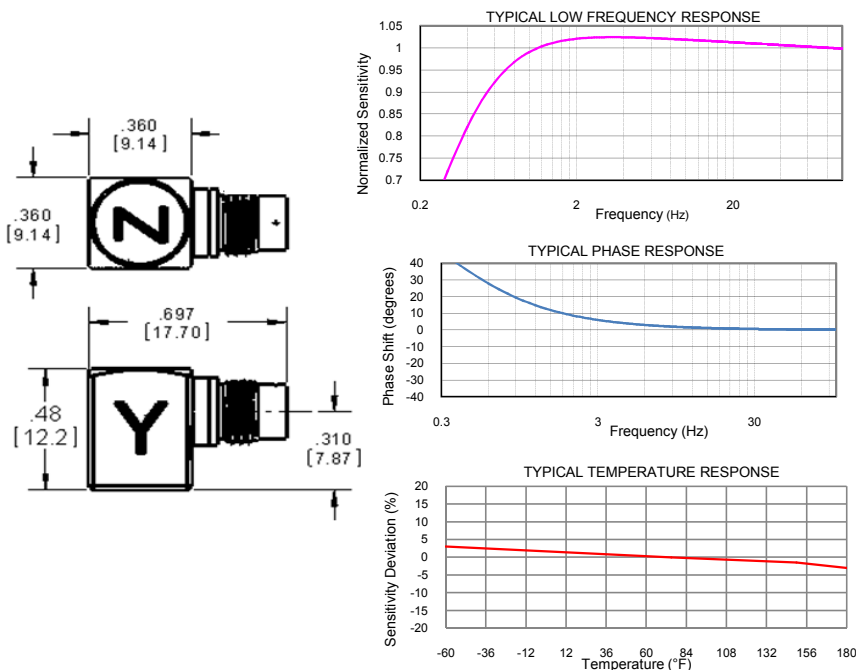 .360
[9.14]
.360
[9.14]
N
.697
[17.70]
Y
.48
[12.2]
.310
[7.87]
TYPICAL LOW FREQUENCY RESPONSE
Normalized Sensitivity
1.05
1
0.95
0.9
0.85
0.8
0.75
0.7
0.2 2 20
Frequency (Hz)
TYPICAL PHASE RESPONSE
Phase Shift (degrees)
40
30
20
10
0
-10
-20
-30
-40
0.3 3 30
Frequency (Hz)
TYPICAL TEMPERATURE RESPONSE
Sensitivity Deviation (%)
20
15
10
5
0
-5
-10
-15
-20
-60 -36 -12 12 36 60 84 108 132 156 180
Temperature (°F)